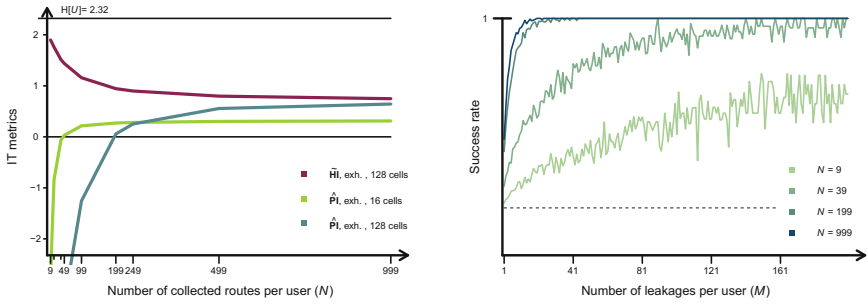 H[U]= 2.32
IT metrics
2
1
0
−1
−2
H̃I, exh. , 128 cells
P̂I, exh. , 16 cells
P̂I, exh. , 128 cells
9 49 99 199 249 499 999
Number of collected routes per user (N)
Success rate
1
N = 9
N = 39
N = 199
N = 999
1 41 81 121 161
Number of leakages per user (M)